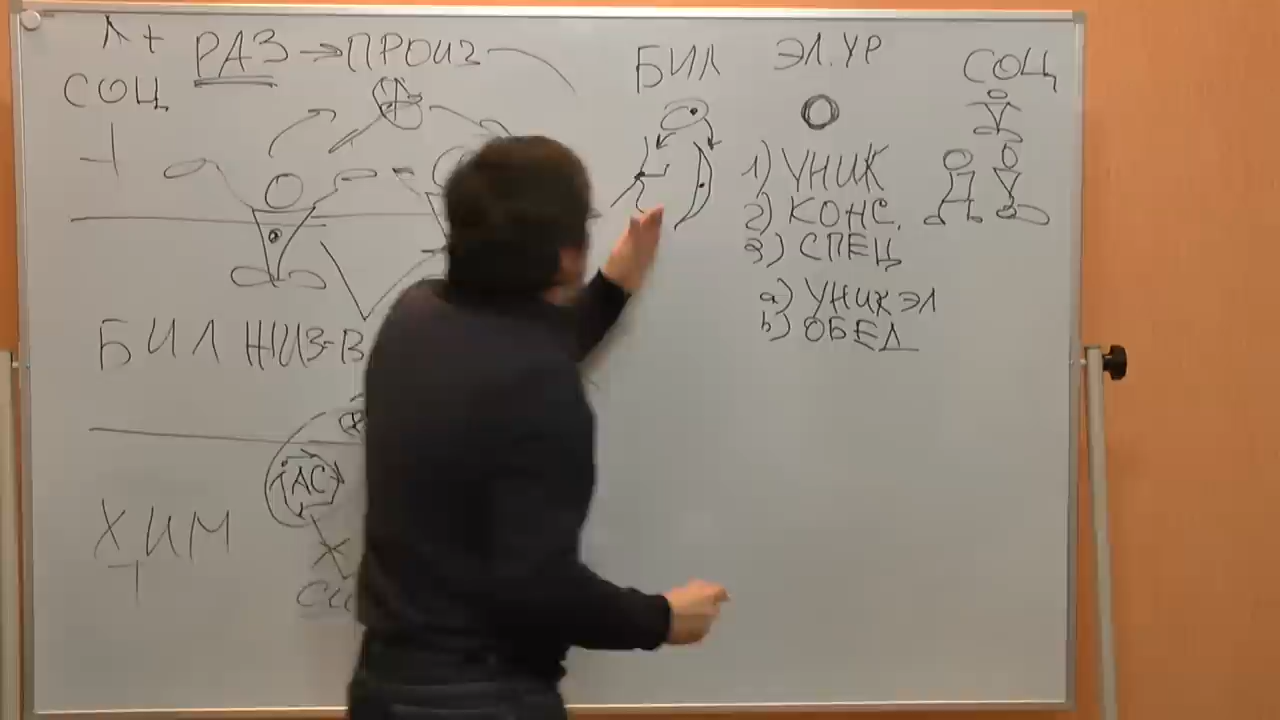 РАЗ → ПРОИЗ
СОЦ
БИЛ ЖИЗ-В
АС
ХИМ
БИЛ
ЭЛ. УР
1) УНИК
2) КОНС.
3) СПЕЦ
a) УНИК ЭЛ
b) ОБЕД
СОЦ